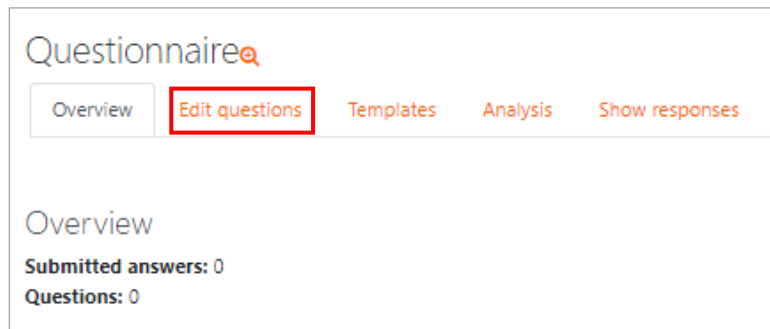 Questionnaire
Overview Edit questions Templates Analysis Show responses
Overview
Submitted answers: 0
Questions: 0